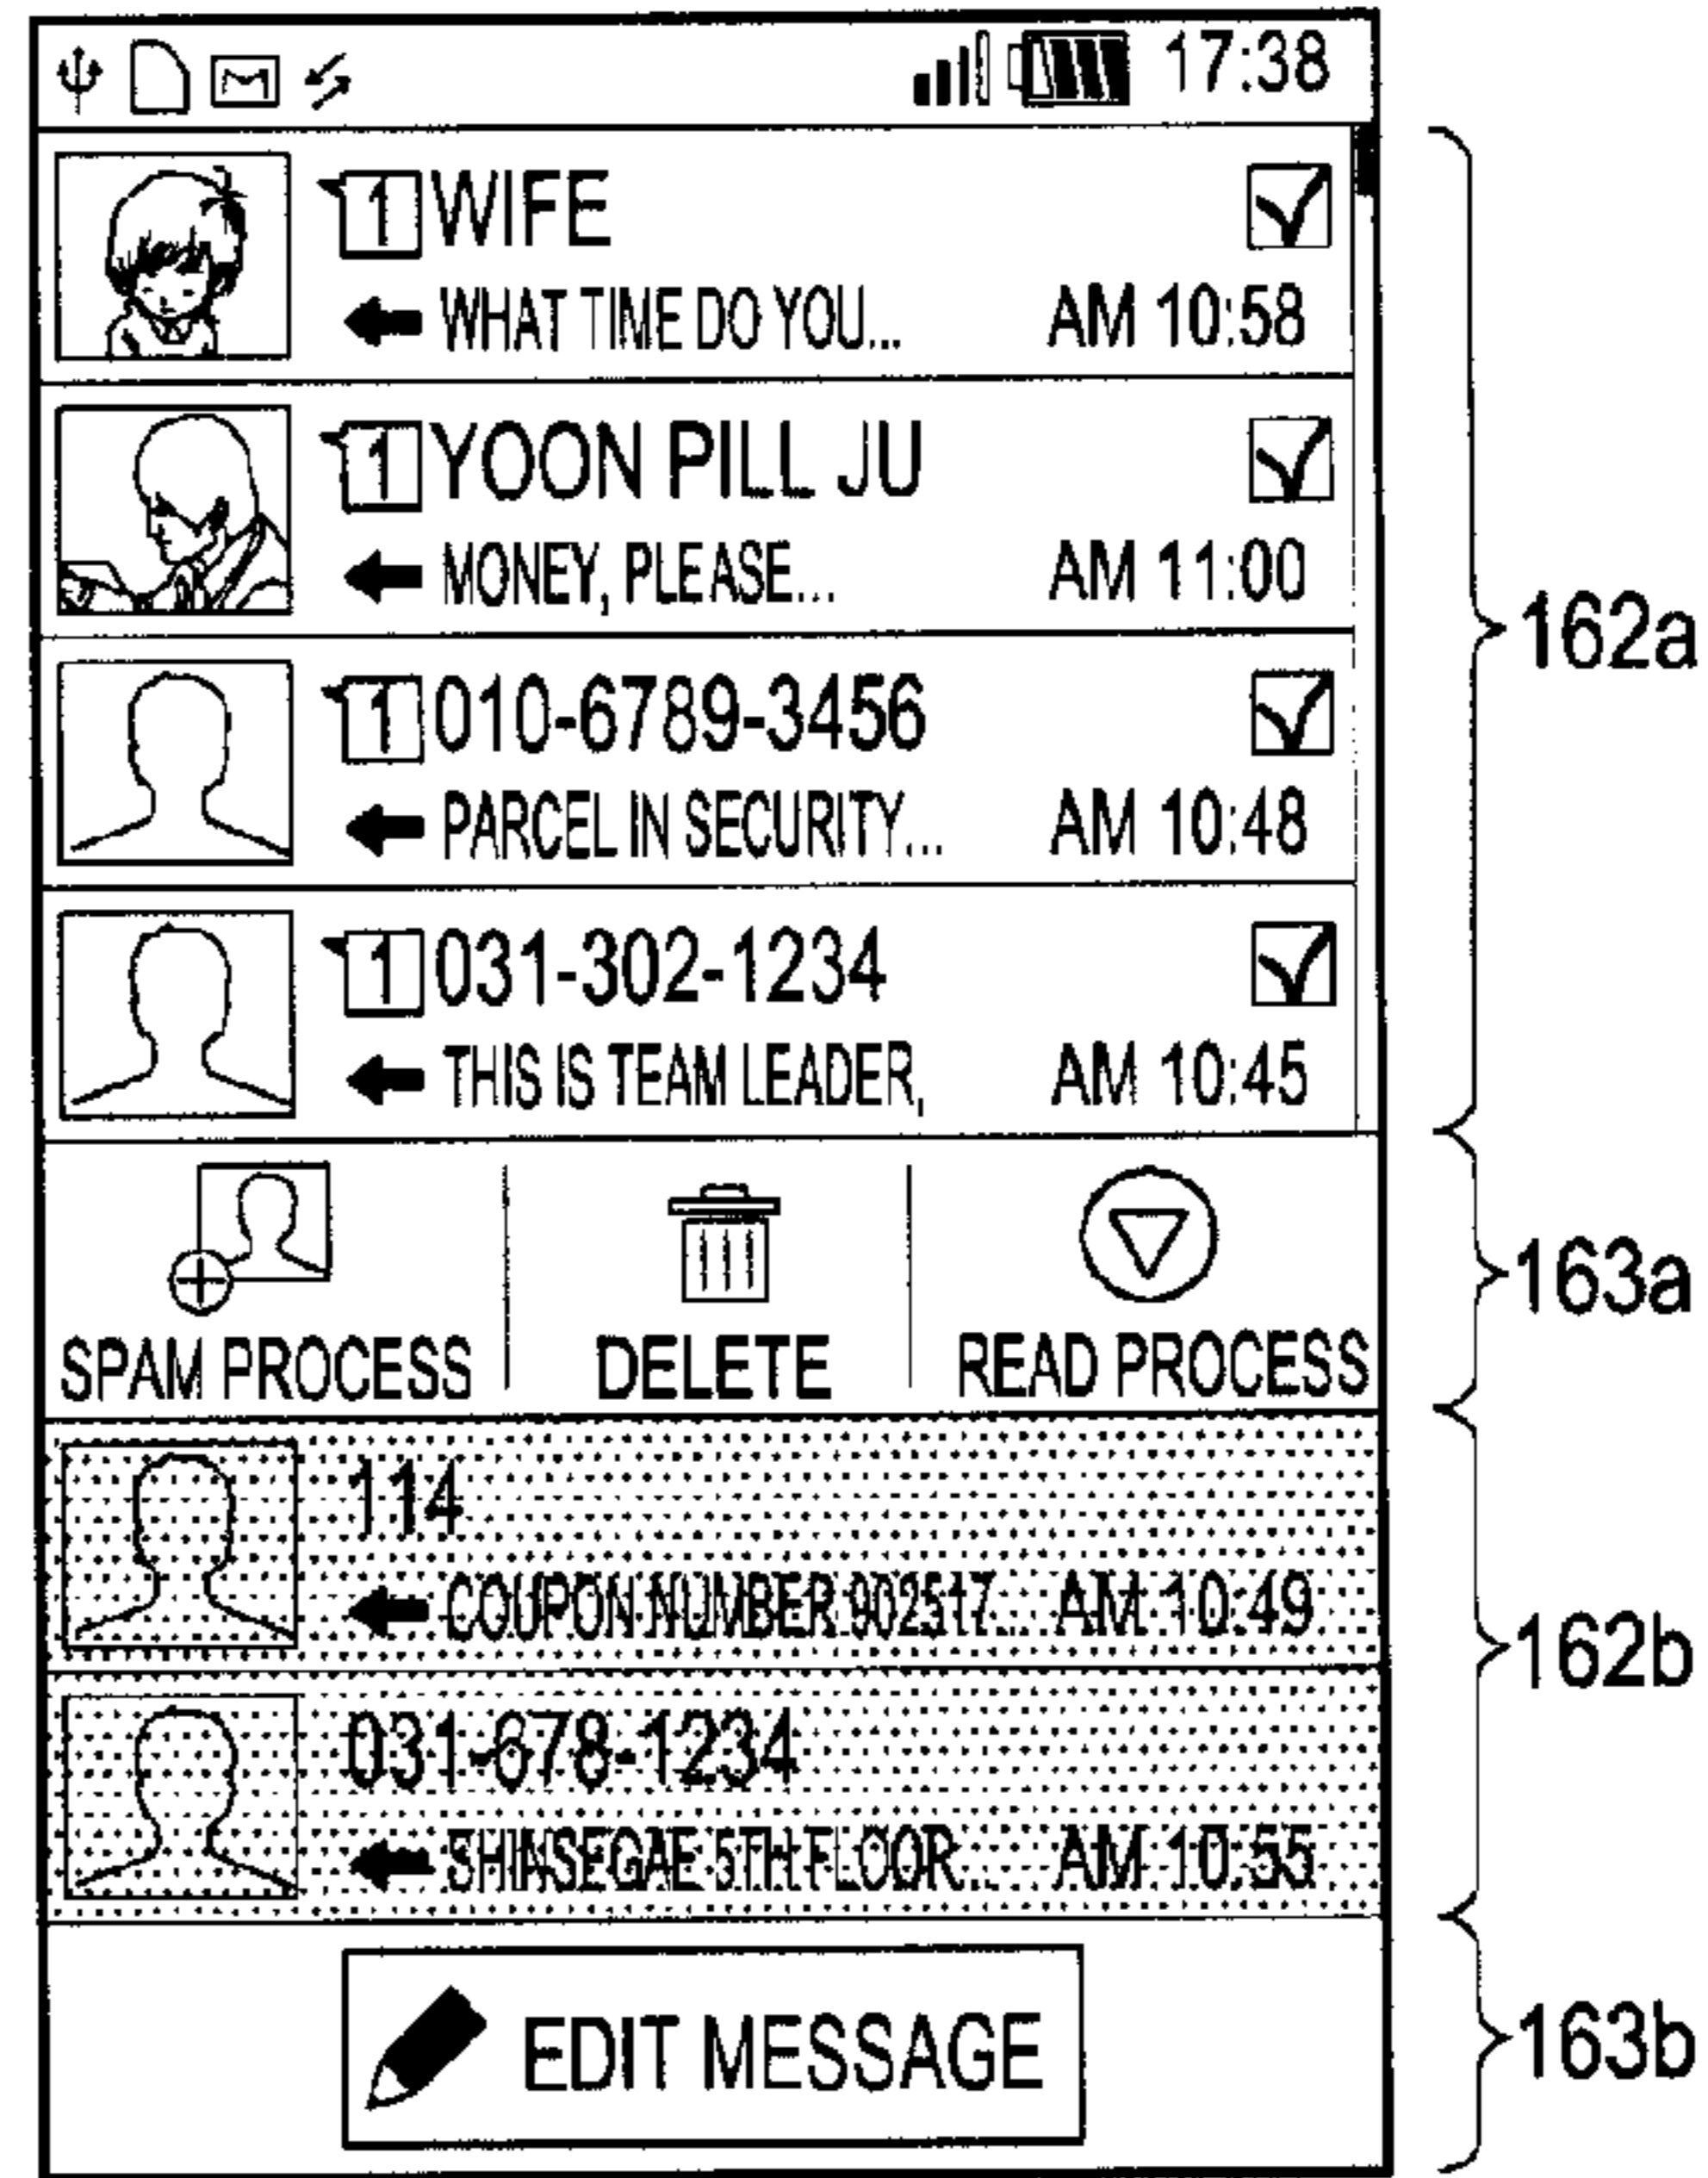 17:38
1 WIFE
WHAT TIME DO YOU... AM 10:58
1 YOON PILL JU
MONEY, PLEASE... AM 11:00
162a
1 010-6789-3456
PARCEL IN SECURITY... AM 10:48
1 031-302-1234
THIS IS TEAM LEADER, AM 10:45
163a
SPAM PROCESS DELETE READ PROCESS
114
COUPON NUMBER 902517... AM 10:49
162b
031-678-1234
SHINSEGAE 5TH FLOOR... AM 10:55
EDIT MESSAGE
163b